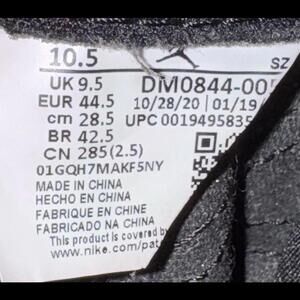 10.5 SZ
UK 9.5 DM0844-00
EUR 44.5 10/28/20 | 01/19
cm 28.5 UPC 0019495835
BR 42.5
CN 285(2.5)
01GQH7MAKF5NY
MADE IN CHINA
HECHO EN CHINA
FABRIQUE EN CHINE
FABRICADO NA CHINA
This product is covered by
www.nike.com/pat